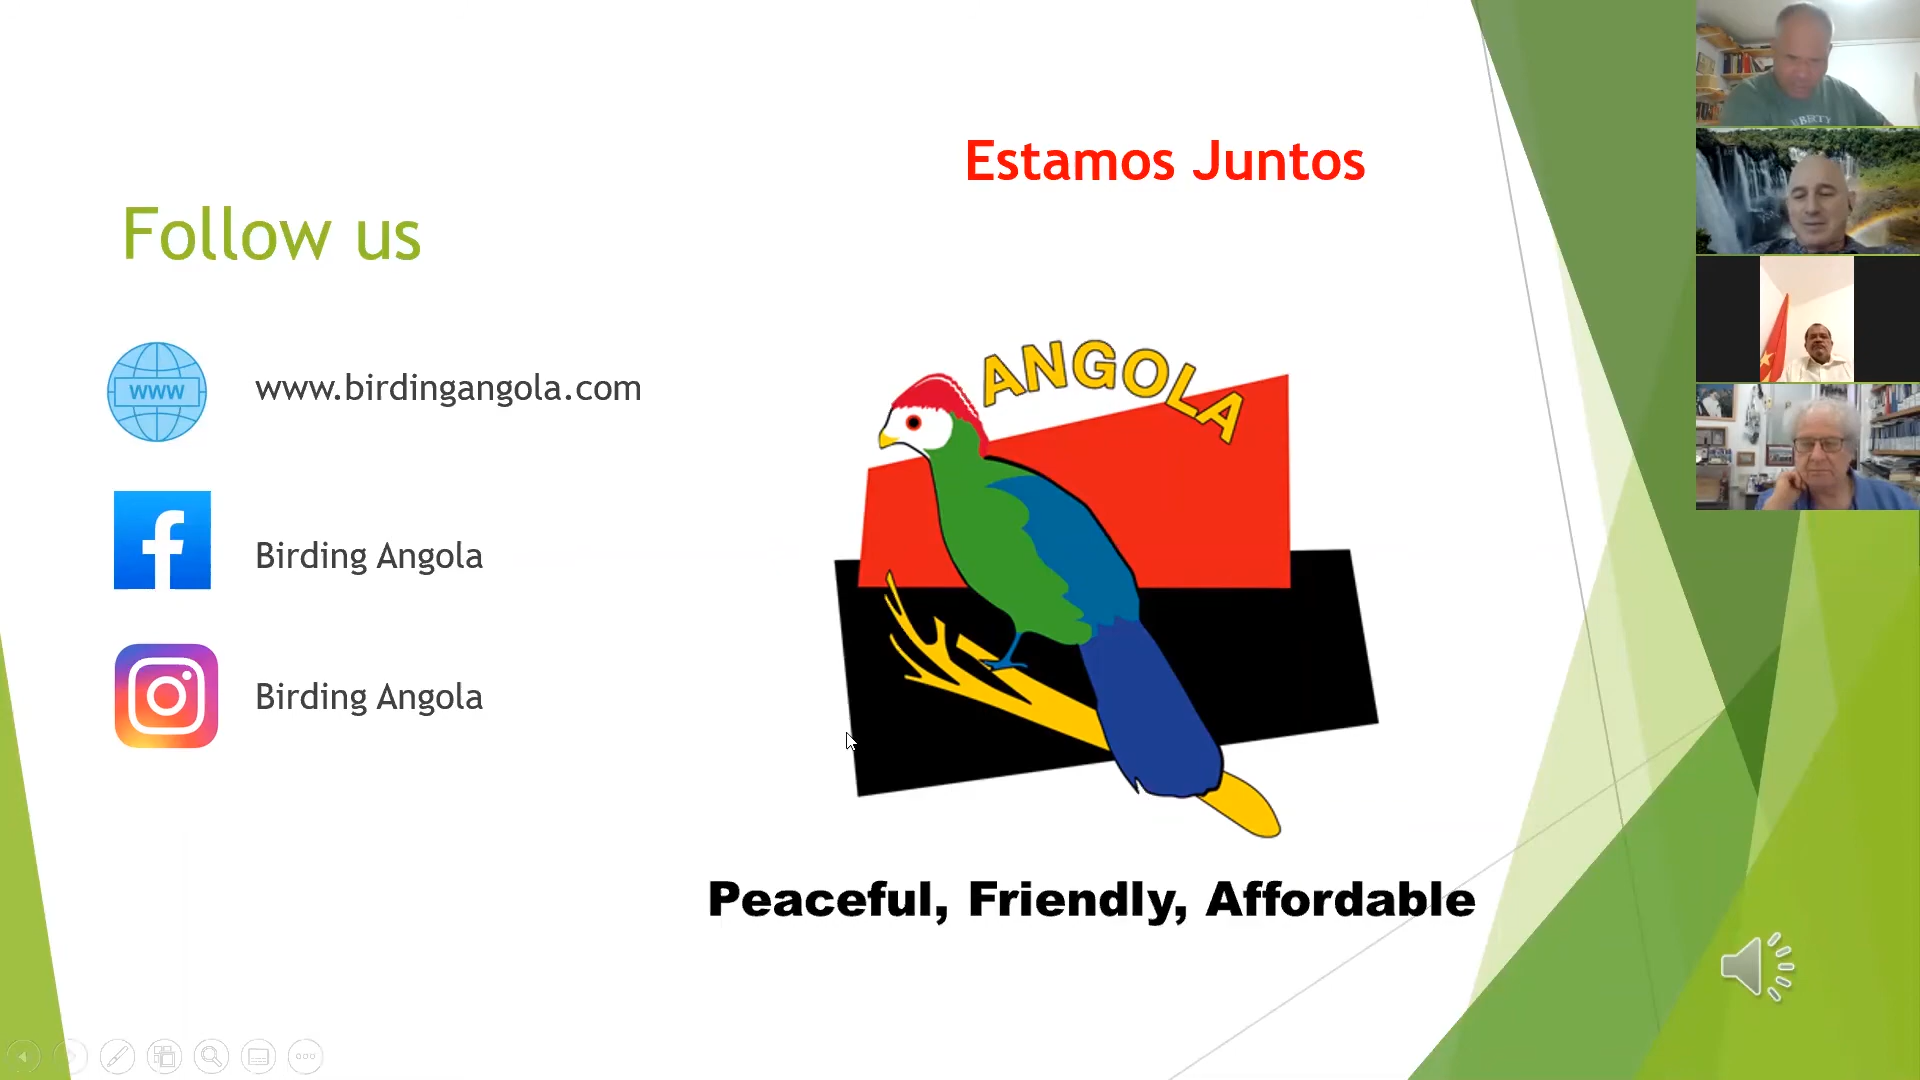 Estamos Juntos
Follow us
www
www.birdingangola.com
Birding Angola
Birding Angola
ANGOLA
Peaceful, Friendly, Affordable